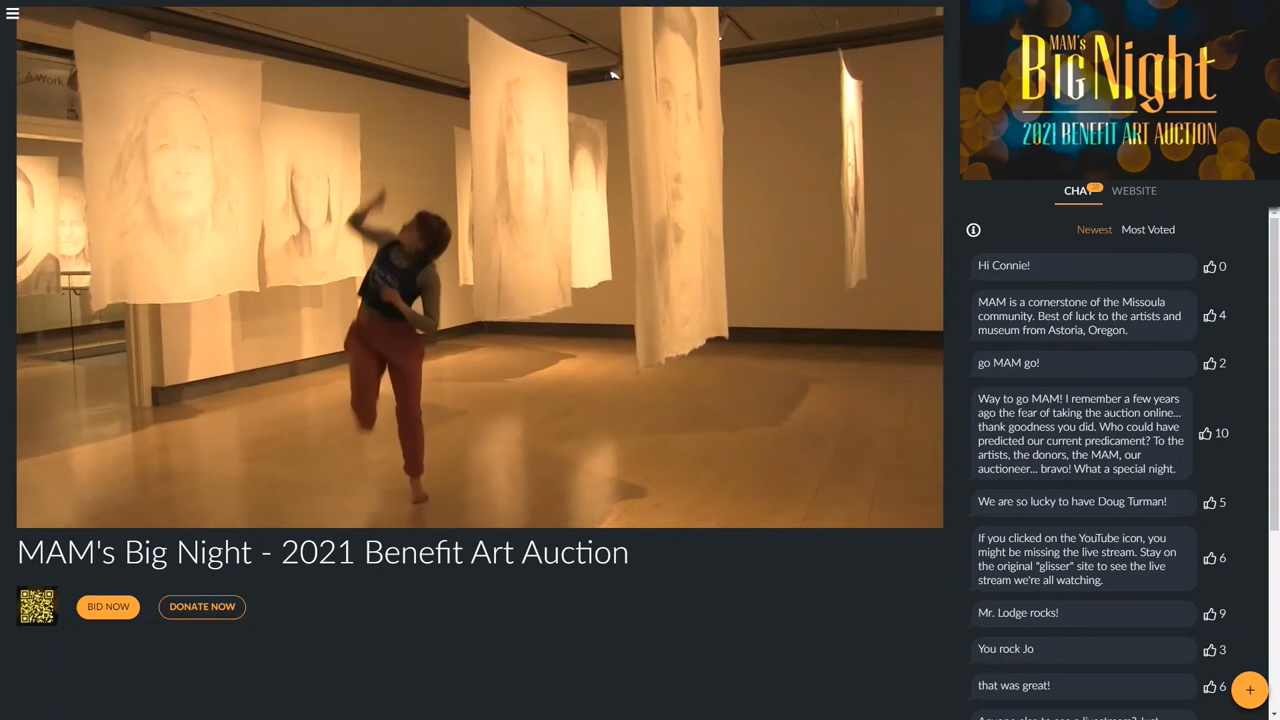 A Work
MAM's
Big Night
2021 BENEFIT ART AUCTION
CHAT
WEBSITE
Newest
Most Voted
Hi Connie!
0
MAM is a cornerstone of the Missoula
community. Best of luck to the artists and
museum from Astoria, Oregon.
4
go MAM go!
2
Way to go MAM! I remember a few years
ago the fear of taking the auction online...
thank goodness you did. Who could have
predicted our current predicament? To the
artists, the donors, the MAM, our
auctioneer... bravo! What a special night.
10
We are so lucky to have Doug Turman!
5
If you clicked on the YouTube icon, you
might be missing the live stream. Stay on
the original "glisser" site to see the live
stream we're all watching.
6
Mr. Lodge rocks!
9
You rock Jo
3
that was great!
6
MAM's Big Night - 2021 Benefit Art Auction
BID NOW
DONATE NOW